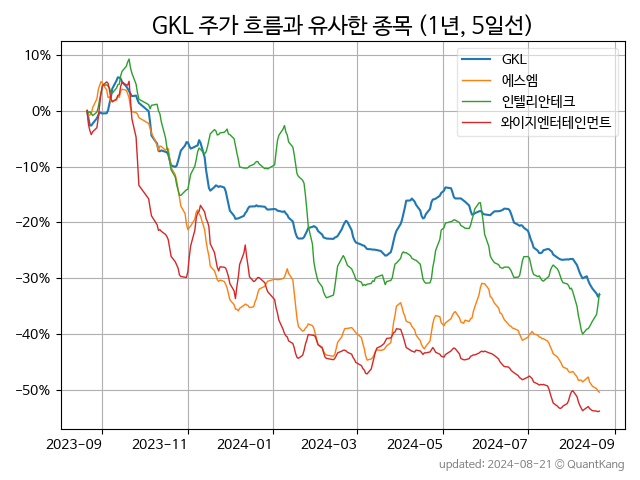 GKL 주가 흐름과 유사한 종목 (1년, 5일선)
GKL
에스엠
인텔리안테크
와이지엔터테인먼트
10%
0%
−10%
−20%
−30%
−40%
−50%
2023-09
2023-11
2024-01
2024-03
2024-05
2024-07
2024-09
updated: 2024-08-21 © QuantKang